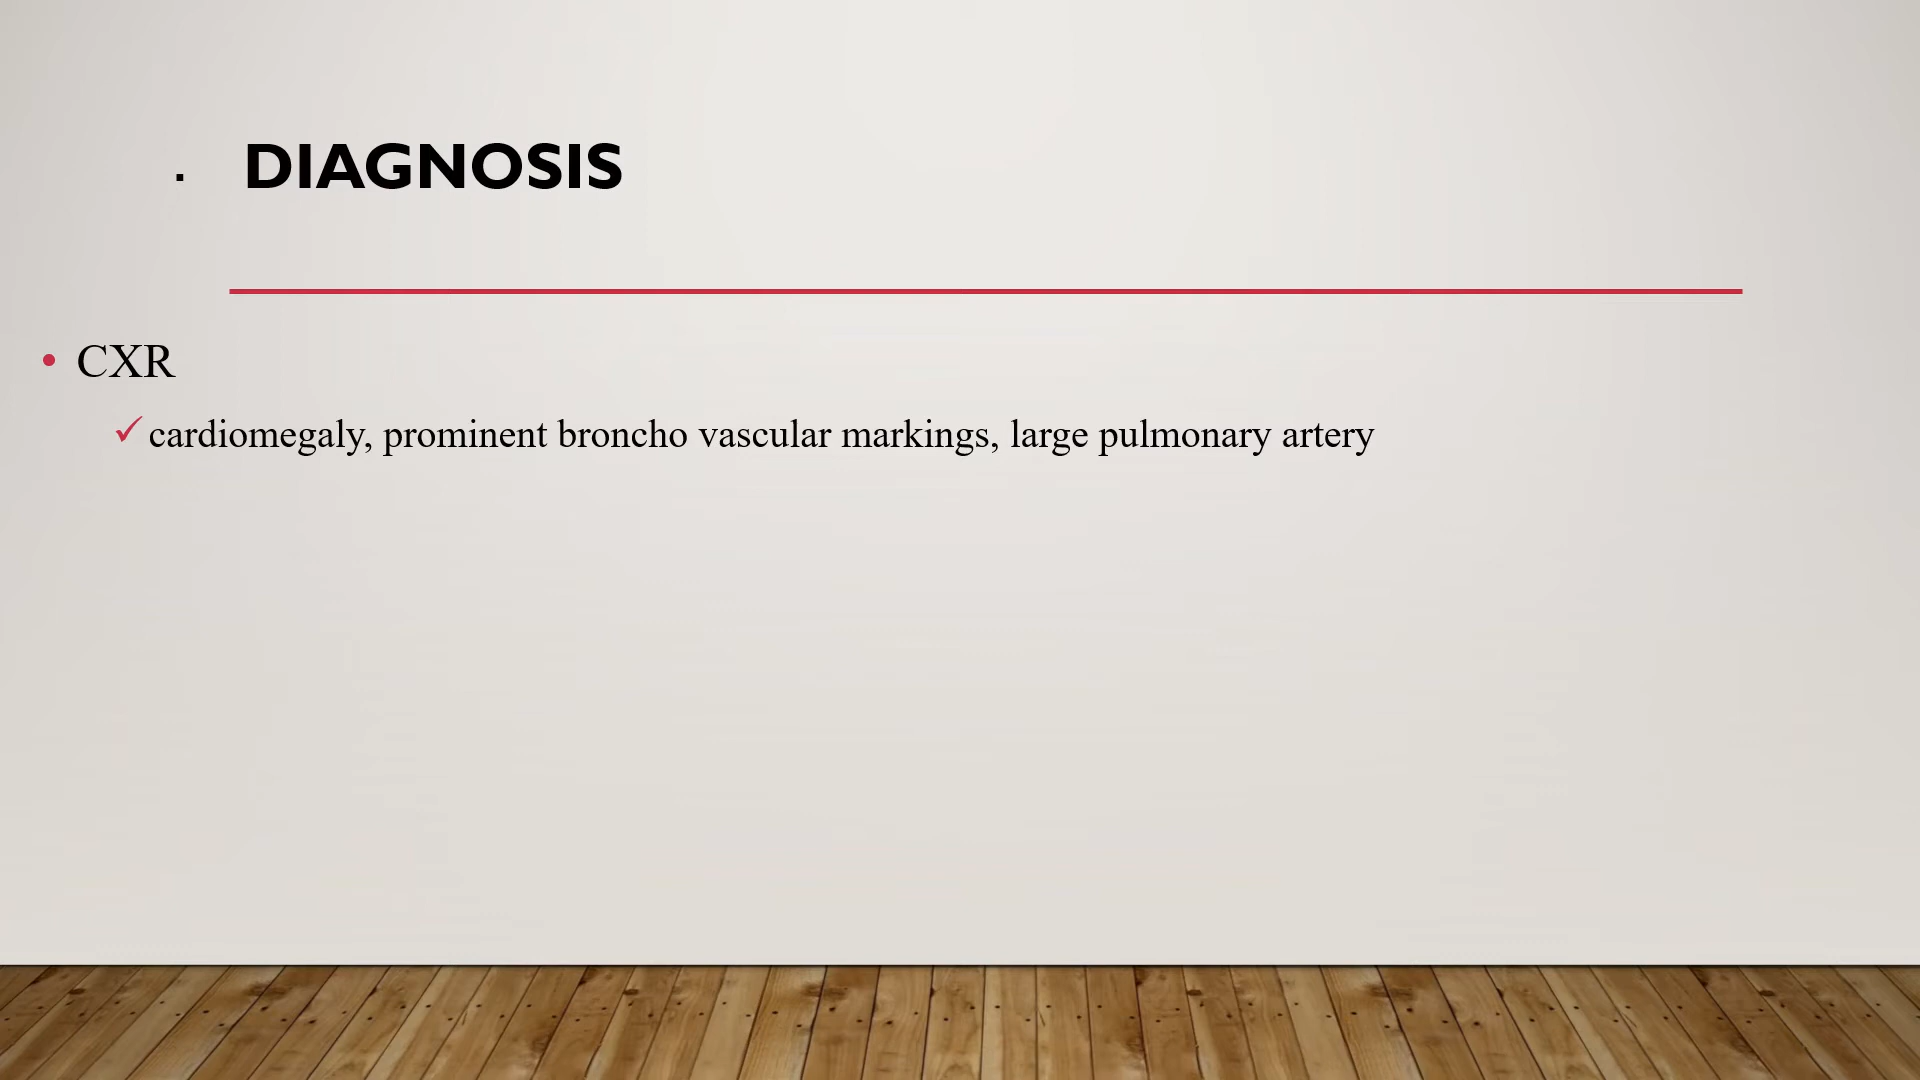 . DIAGNOSIS
• CXR
✓ cardiomegaly, prominent broncho vascular markings, large pulmonary artery